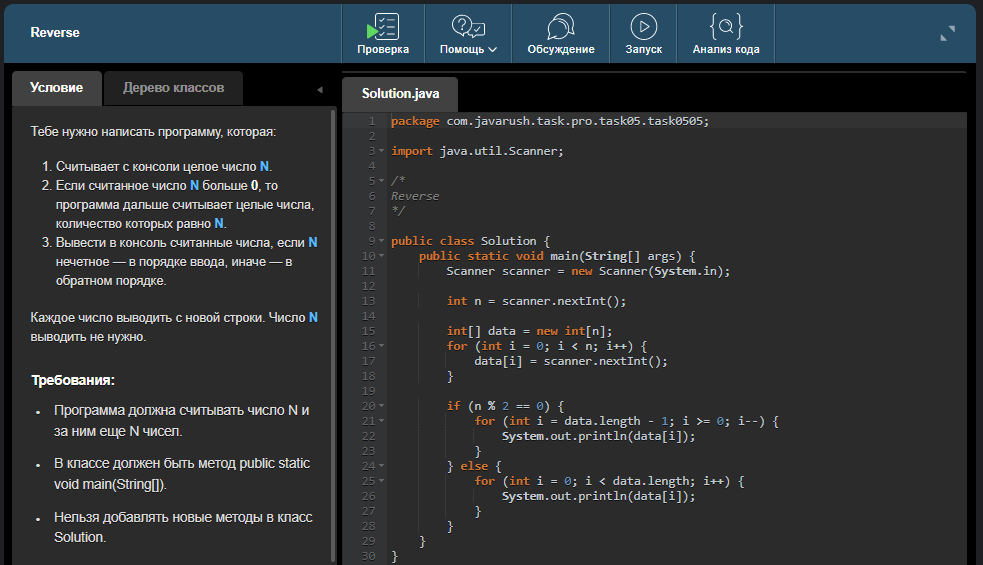 Reverse
Проверка
Помощь
Обсуждение
Запуск
Анализ кода
Условие
Дерево классов
Тебе нужно написать программу, которая:
1. Считывает с консоли целое число N.
2. Если считанное число N больше 0, то
программа дальше считывает целые числа,
количество которых равно N.
3. Вывести в консоль считанные числа, если N
нечетное — в порядке ввода, иначе — в
обратном порядке.
Каждое число выводить с новой строки. Число N
выводить не нужно.
Требования:
• Программа должна считывать число N и
за ним еще N чисел.
• В классе должен быть метод public static
void main(String[]).
• Нельзя добавлять новые методы в класс
Solution.
Solution.java
1 package com.javarush.task.pro.task05.task0505;
2
3 import java.util.Scanner;
4
5 /*
6 Reverse
7 */
8
9 public class Solution {
10     public static void main(String[] args) {
11         Scanner scanner = new Scanner(System.in);
12
13         int n = scanner.nextInt();
14
15         int[] data = new int[n];
16         for (int i = 0; i < n; i++) {
17             data[i] = scanner.nextInt();
18         }
19
20         if (n % 2 == 0) {
21             for (int i = data.length - 1; i >= 0; i--) {
22                 System.out.println(data[i]);
23             }
24         } else {
25             for (int i = 0; i < data.length; i++) {
26                 System.out.println(data[i]);
27             }
28         }
29     }
30 }